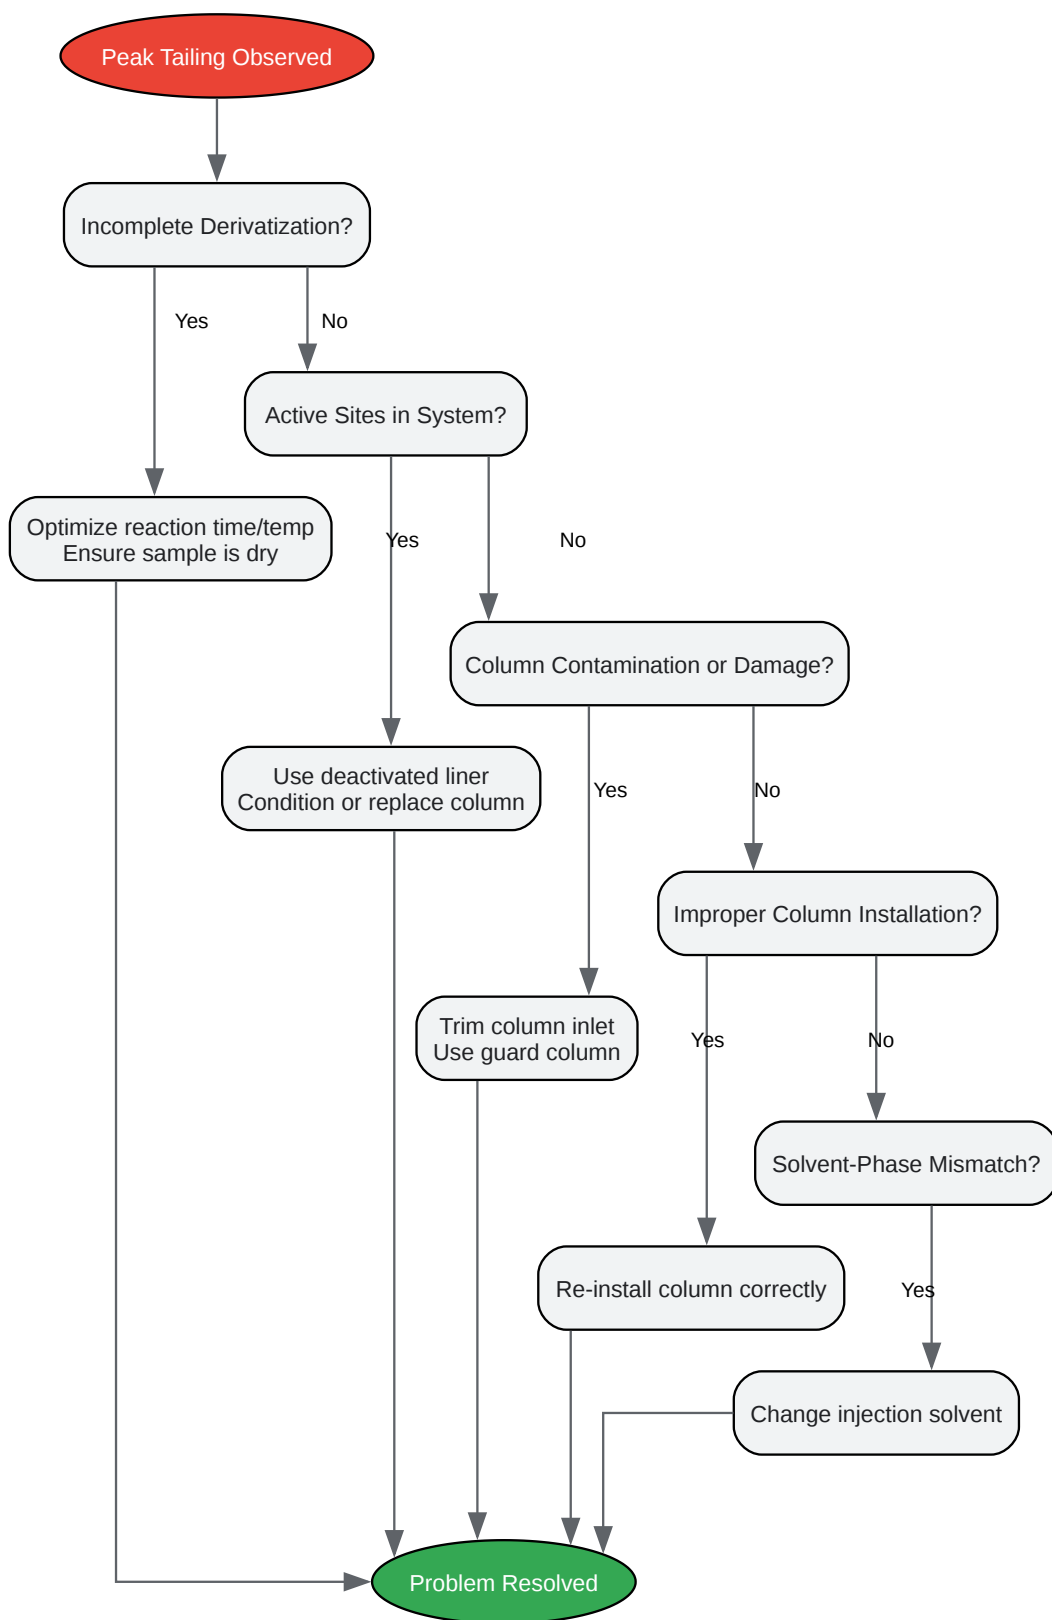 Peak Tailing Observed
Incomplete Derivatization?
Yes
No
Active Sites in System?
Optimize reaction time/temp
Ensure sample is dry
Yes
No
Column Contamination or Damage?
Use deactivated liner
Condition or replace column
Yes
No
Improper Column Installation?
Trim column inlet
Use guard column
Yes
No
Solvent-Phase Mismatch?
Re-install column correctly
Yes
Change injection solvent
Problem Resolved